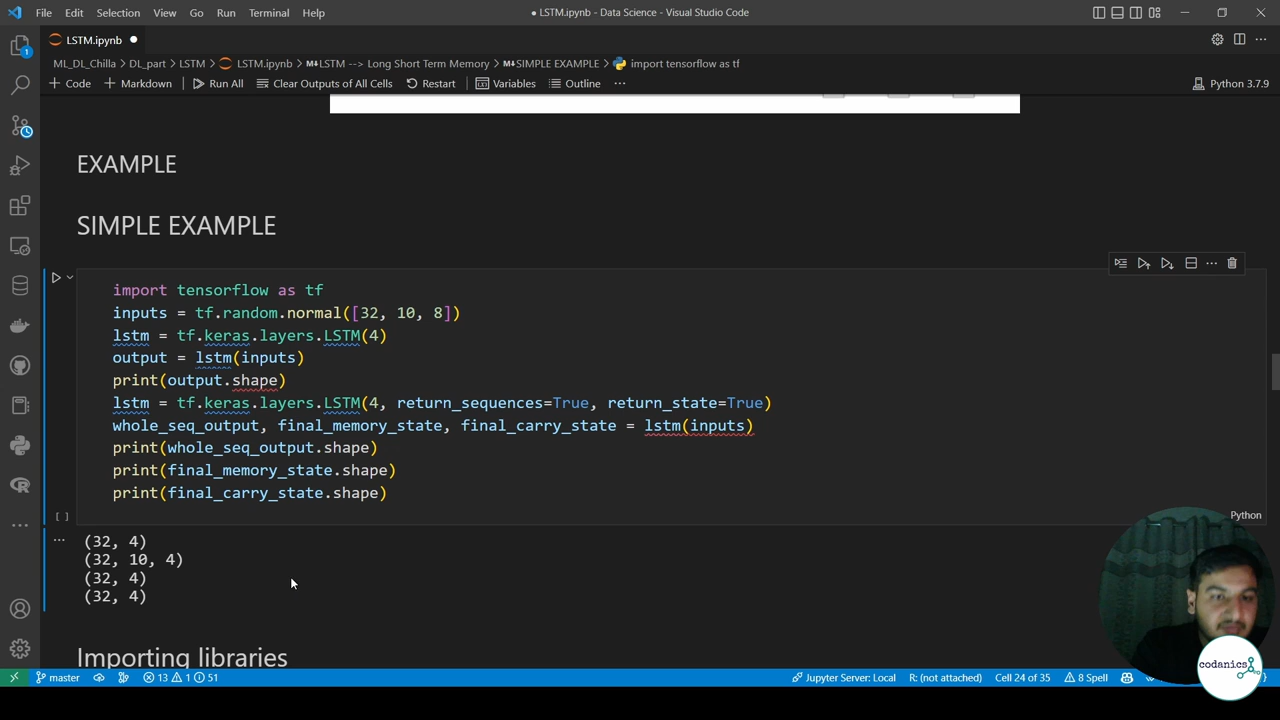 File Edit Selection View Go Run Terminal Help
● LSTM.ipynb - Data Science - Visual Studio Code
LSTM.ipynb ●
ML_DL_Chilla > DL_part > LSTM > LSTM.ipynb > M↓LSTM --> Long Short Term Memory > M↓SIMPLE EXAMPLE > import tensorflow as tf
+ Code + Markdown Run All Clear Outputs of All Cells Restart Variables Outline ···
Python 3.7.9
EXAMPLE
SIMPLE EXAMPLE
import tensorflow as tf
inputs = tf.random.normal([32, 10, 8])
lstm = tf.keras.layers.LSTM(4)
output = lstm(inputs)
print(output.shape)
lstm = tf.keras.layers.LSTM(4, return_sequences=True, return_state=True)
whole_seq_output, final_memory_state, final_carry_state = lstm(inputs)
print(whole_seq_output.shape)
print(final_memory_state.shape)
print(final_carry_state.shape)
[ ]
Python
(32, 4)
(32, 10, 4)
(32, 4)
(32, 4)
Importing libraries
codanics
master 13 1 51
Jupyter Server: Local R: (not attached) Cell 24 of 35 8 Spell